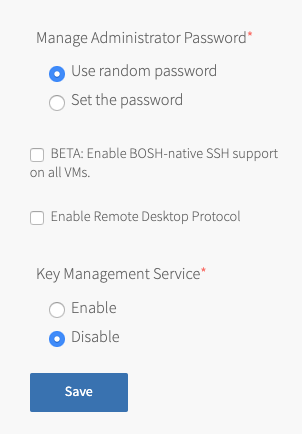 Manage Administrator Password*
Use random password
Set the password
BETA: Enable BOSH-native SSH support
on all VMs.
Enable Remote Desktop Protocol
Key Management Service*
Enable
Disable
Save